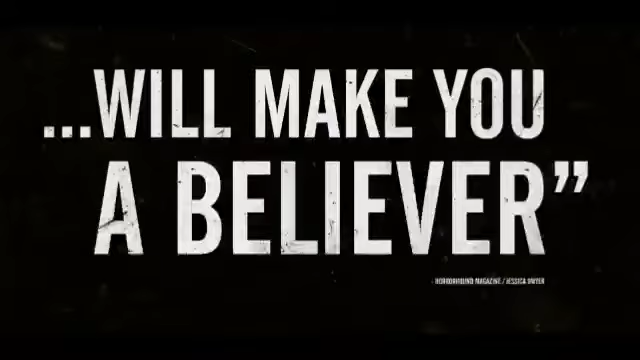 ...WILL MAKE YOU
A BELIEVER”
- HORRORHOUND MAGAZINE / JESSICA DWYER